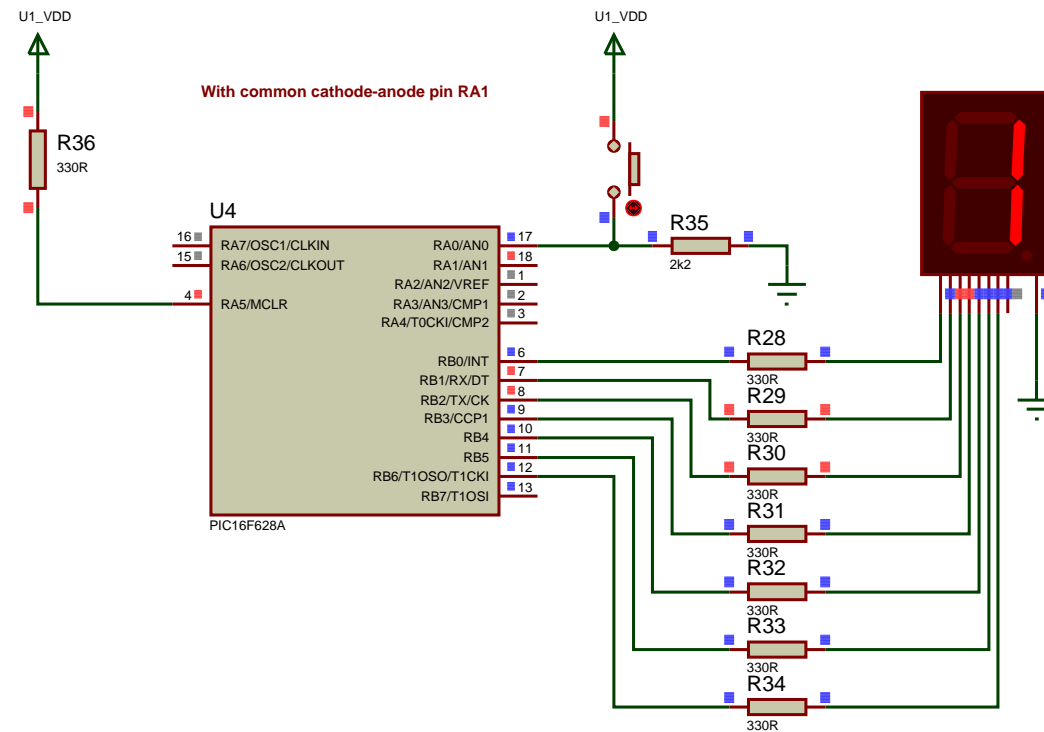 U1_VDD
U1_VDD
With common cathode-anode pin RA1
R36
330R
U4
R35
2k2
16
RA7/OSC1/CLKIN
15
RA6/OSC2/CLKOUT
4
RA5/MCLR
RA0/AN0
17
RA1/AN1
18
RA2/AN2/VREF
1
RA3/AN3/CMP1
2
RA4/T0CKI/CMP2
3
RB0/INT
6
RB1/RX/DT
7
RB2/TX/CK
8
RB3/CCP1
9
RB4
10
RB5
11
RB6/T1OSO/T1CKI
12
RB7/T1OSI
13
PIC16F628A
R28
330R
R29
330R
R30
330R
R31
330R
R32
330R
R33
330R
R34
330R
1